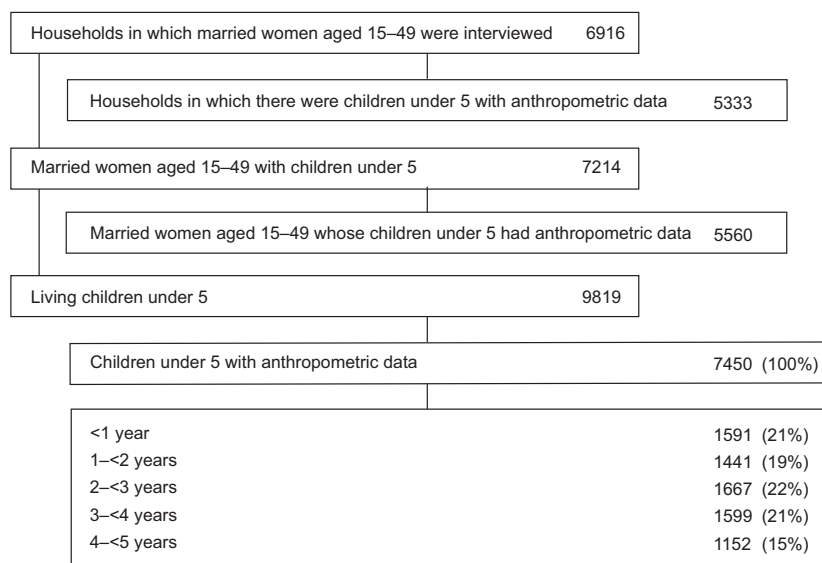 Households in which married women aged 15–49 were interviewed 6916
Households in which there were children under 5 with anthropometric data 5333
Married women aged 15–49 with children under 5 7214
Married women aged 15–49 whose children under 5 had anthropometric data 5560
Living children under 5 9819
Children under 5 with anthropometric data 7450 (100%)
<1 year 1591 (21%)
1–<2 years 1441 (19%)
2–<3 years 1667 (22%)
3–<4 years 1599 (21%)
4–<5 years 1152 (15%)